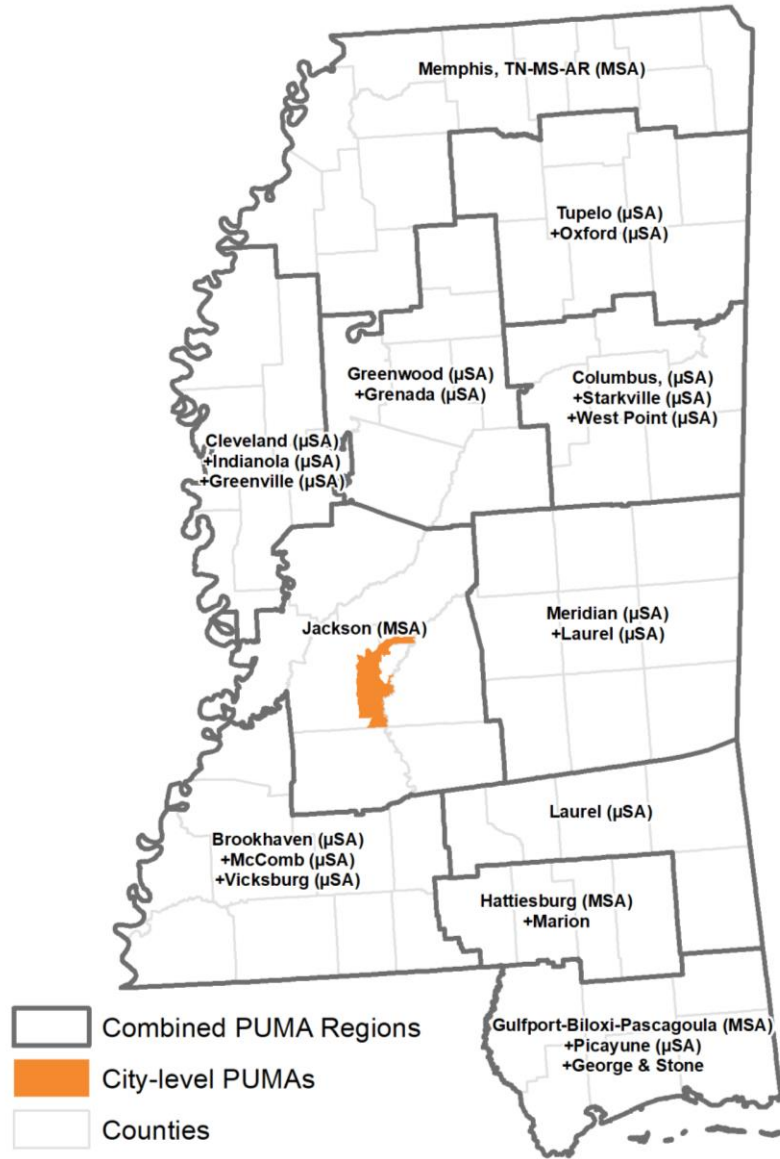 Memphis, TN-MS-AR (MSA)
Tupelo (µSA)
+Oxford (µSA)
Greenwood (µSA)
+Grenada (µSA)
Columbus, (µSA)
+Starkville (µSA)
+West Point (µSA)
Cleveland (µSA)
+Indianola (µSA)
+Greenville (µSA)
Jackson (MSA)
Meridian (µSA)
+Laurel (µSA)
Laurel (µSA)
Brookhaven (µSA)
+McComb (µSA)
+Vicksburg (µSA)
Hattiesburg (MSA)
+Marion
Gulfport-Biloxi-Pascagoula (MSA)
+Picayune (µSA)
+George & Stone
Combined PUMA Regions
City-level PUMAs
Counties